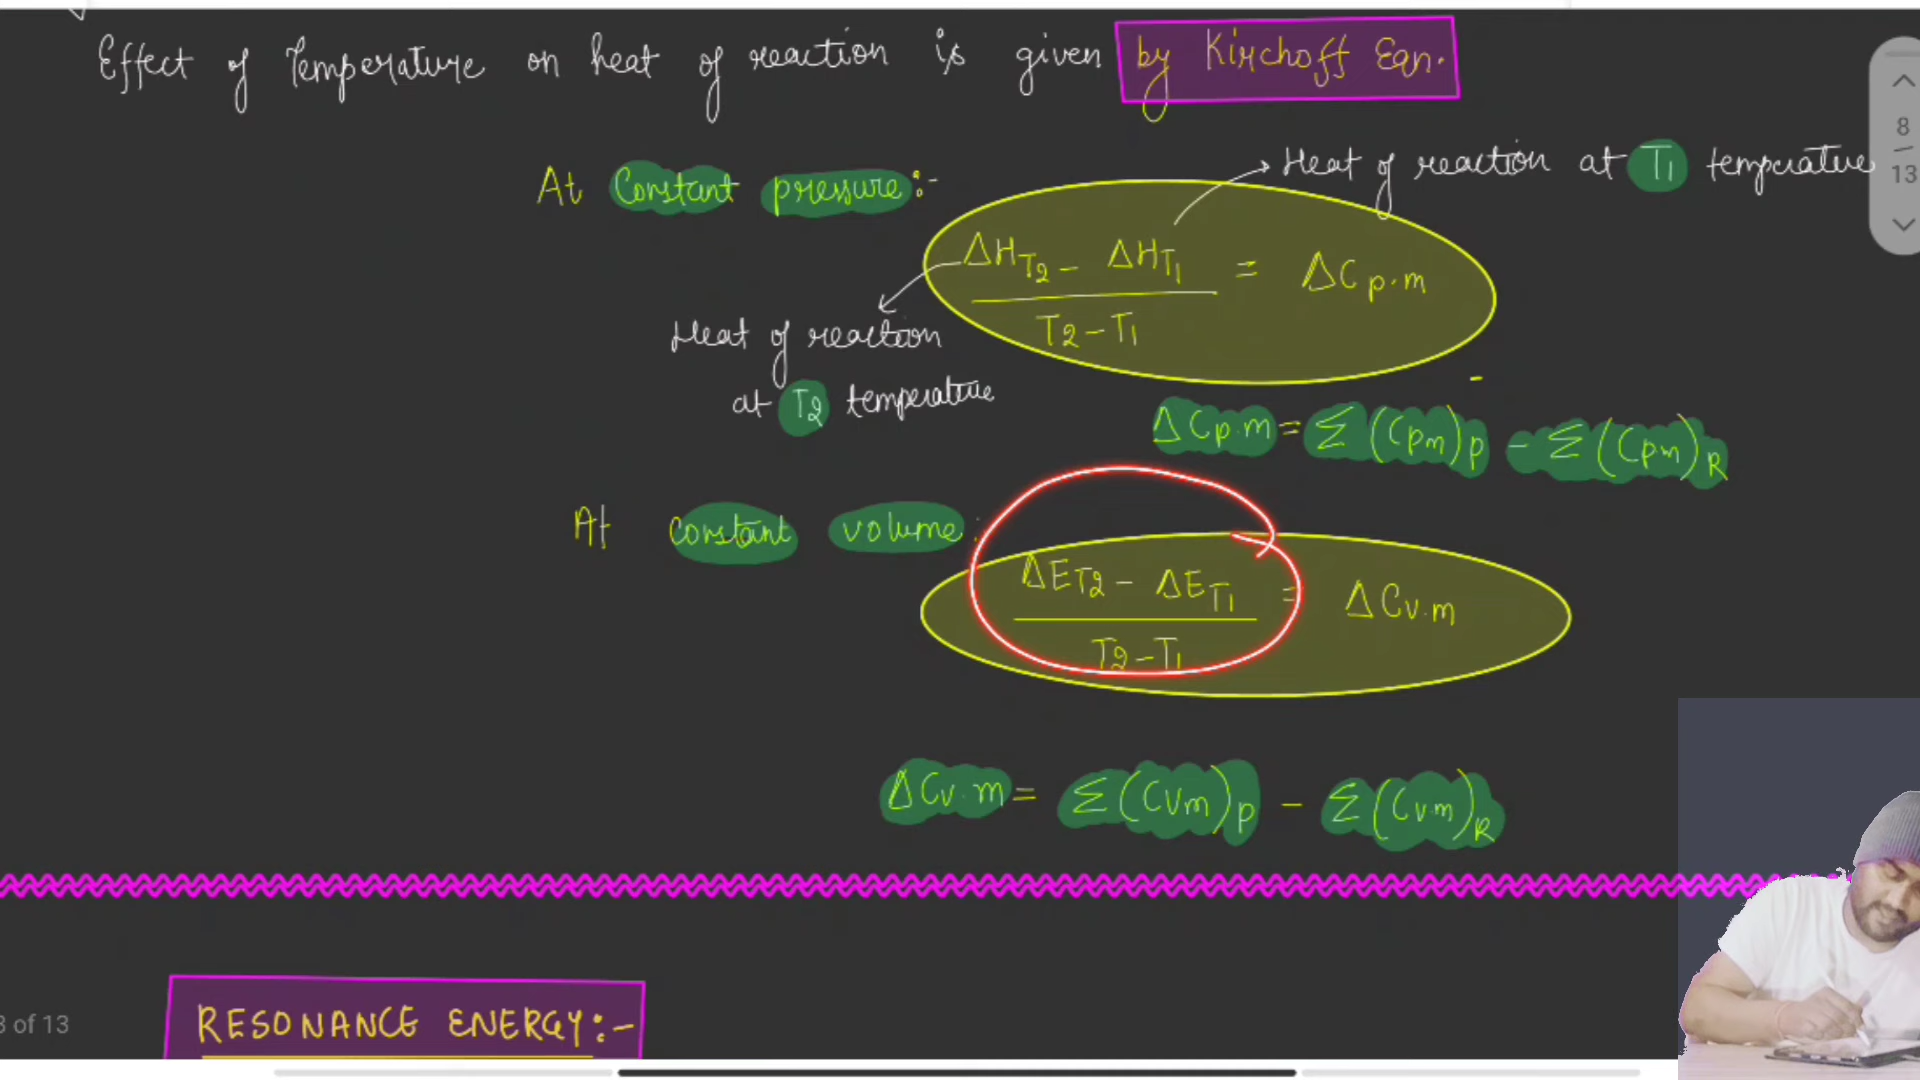 Effect of Temperature on heat of reaction is given by Kirchoff Eqn.
At Constant pressure:-
Heat of reaction at T1 temperature
ΔHT2 - ΔHT1 = ΔCp.m
T2-T1
Heat of reaction
at T2 temperature
ΔCp.m = Σ(Cpm)P - Σ(Cpm)R
At Constant volume:
ΔET2 - ΔET1 = ΔCv.m
T2-T1
ΔCv.m = Σ(Cvm)P - Σ(Cv.m)R
RESONANCE ENERGY:-
8
13
3 of 13